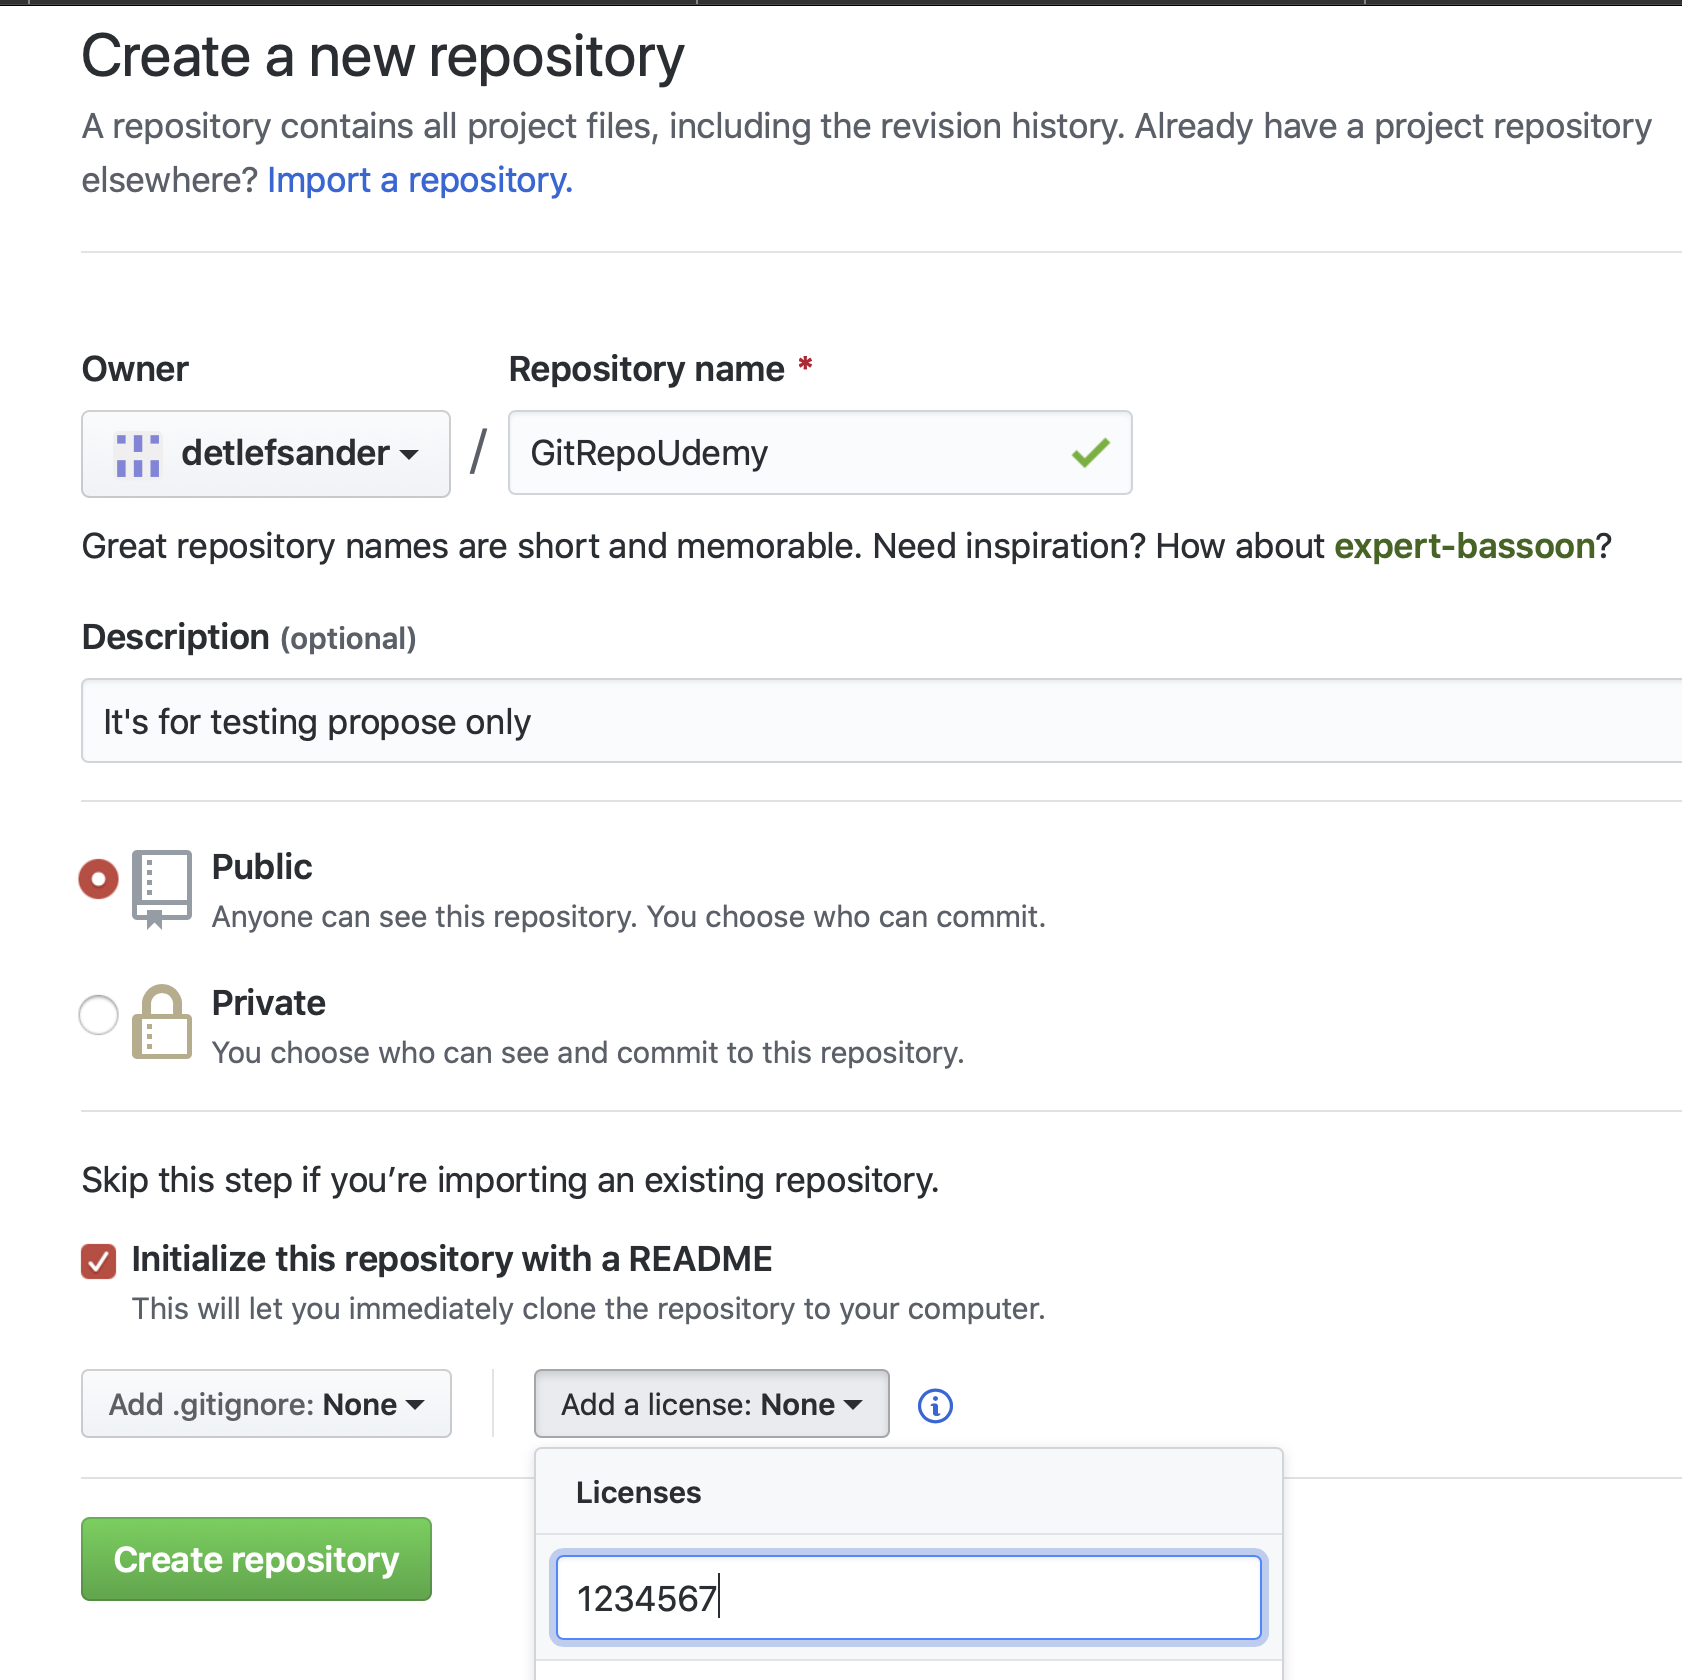 Create a new repository
A repository contains all project files, including the revision history. Already have a project repository
elsewhere? Import a repository.
Owner
Repository name *
detlefsander
/
GitRepoUdemy
Great repository names are short and memorable. Need inspiration? How about expert-bassoon?
Description (optional)
It's for testing propose only
Public
Anyone can see this repository. You choose who can commit.
Private
You choose who can see and commit to this repository.
Skip this step if you’re importing an existing repository.
Initialize this repository with a README
This will let you immediately clone the repository to your computer.
Add .gitignore: None
Add a license: None
Licenses
Create repository
1234567